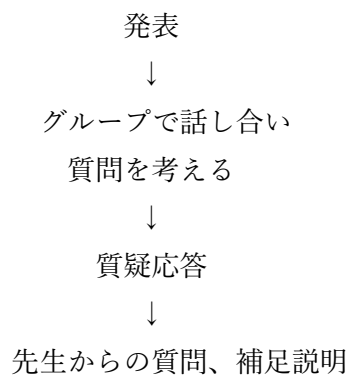 発表
↓
グループで話し合い
質問を考える
↓
質疑応答
↓
先生からの質問、補足説明